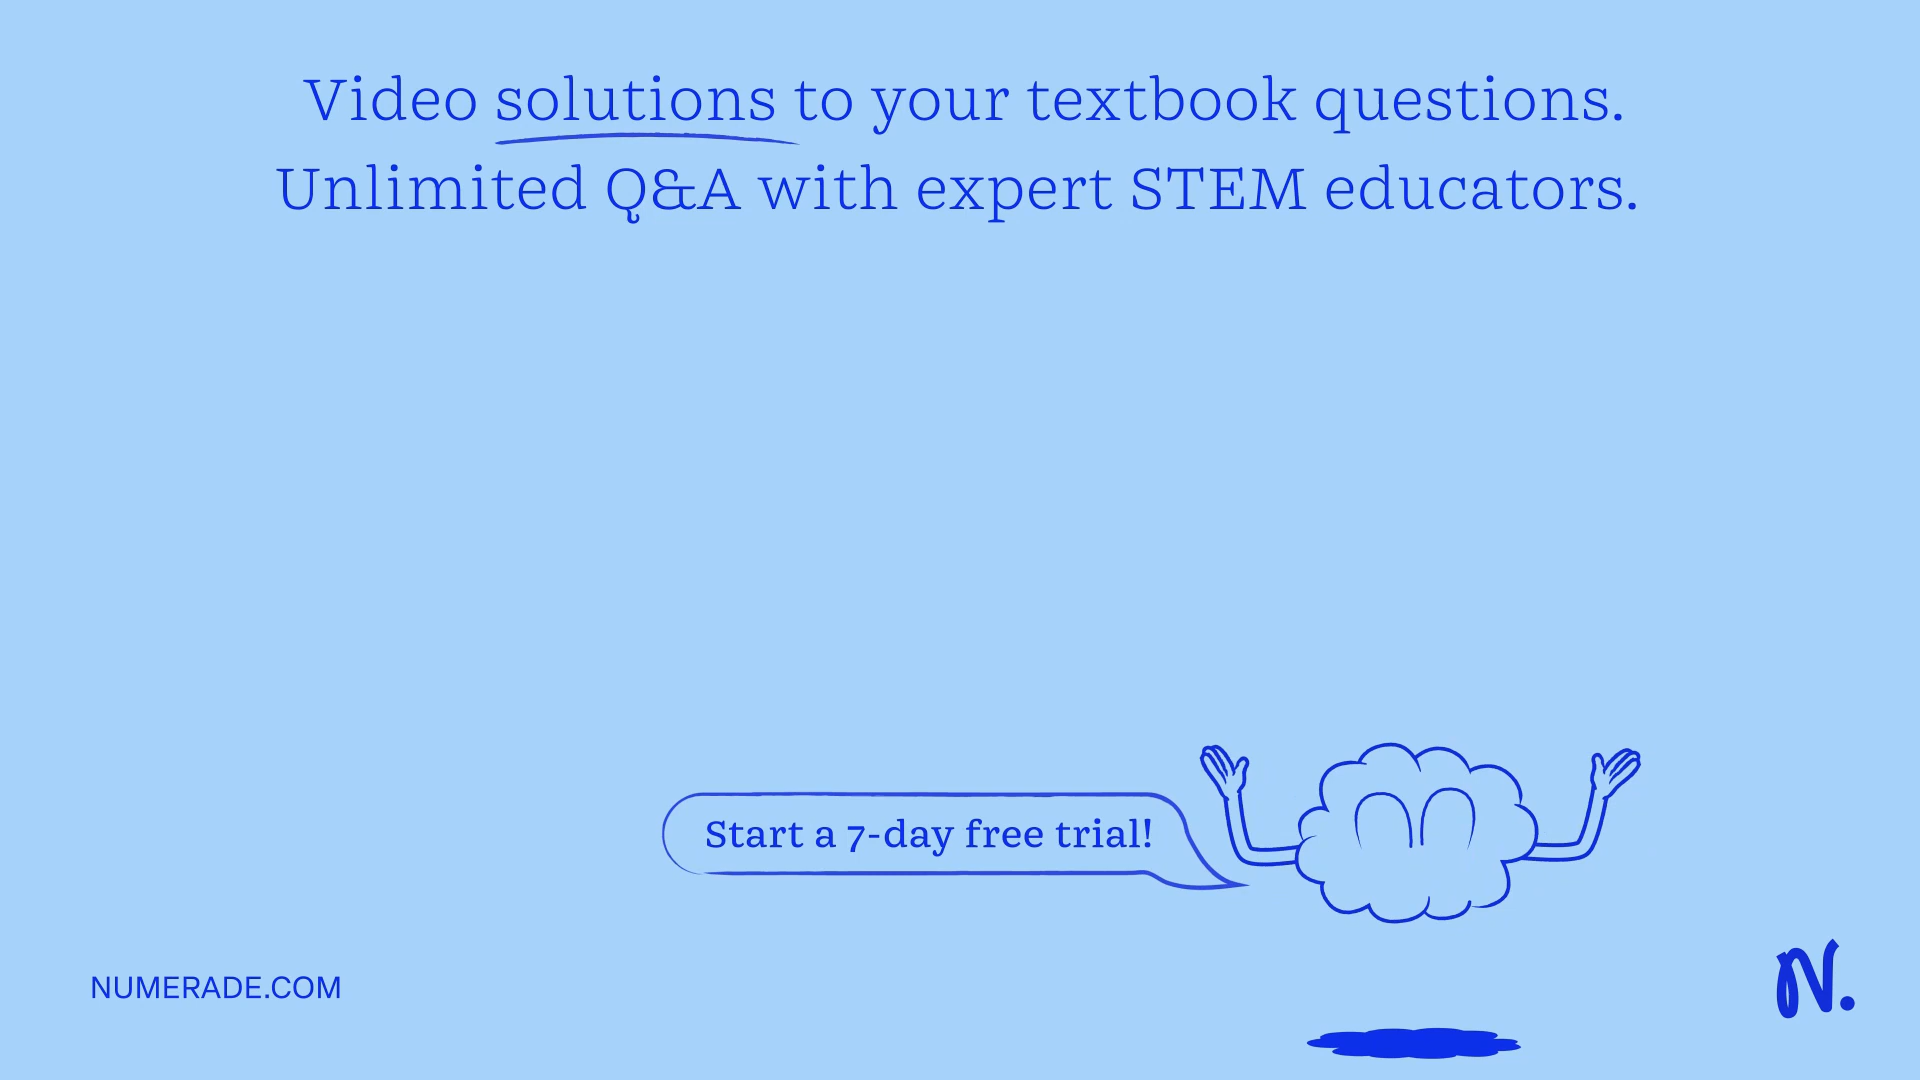 Video solutions to your textbook questions.
Unlimited Q&A with expert STEM educators.
Start a 7-day free trial!
NUMERADE.COM
N.